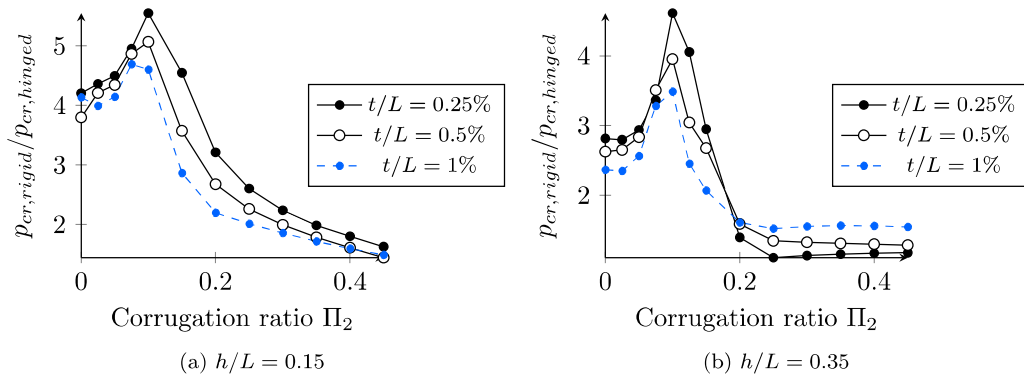 p_{cr,rigid}/p_{cr,hinged}
5
4
3
2
0
0.2
0.4
Corrugation ratio Π₂
t/L = 0.25%
t/L = 0.5%
t/L = 1%
(a) h/L = 0.15
p_{cr,rigid}/p_{cr,hinged}
4
3
2
0
0.2
0.4
Corrugation ratio Π₂
t/L = 0.25%
t/L = 0.5%
t/L = 1%
(b) h/L = 0.35